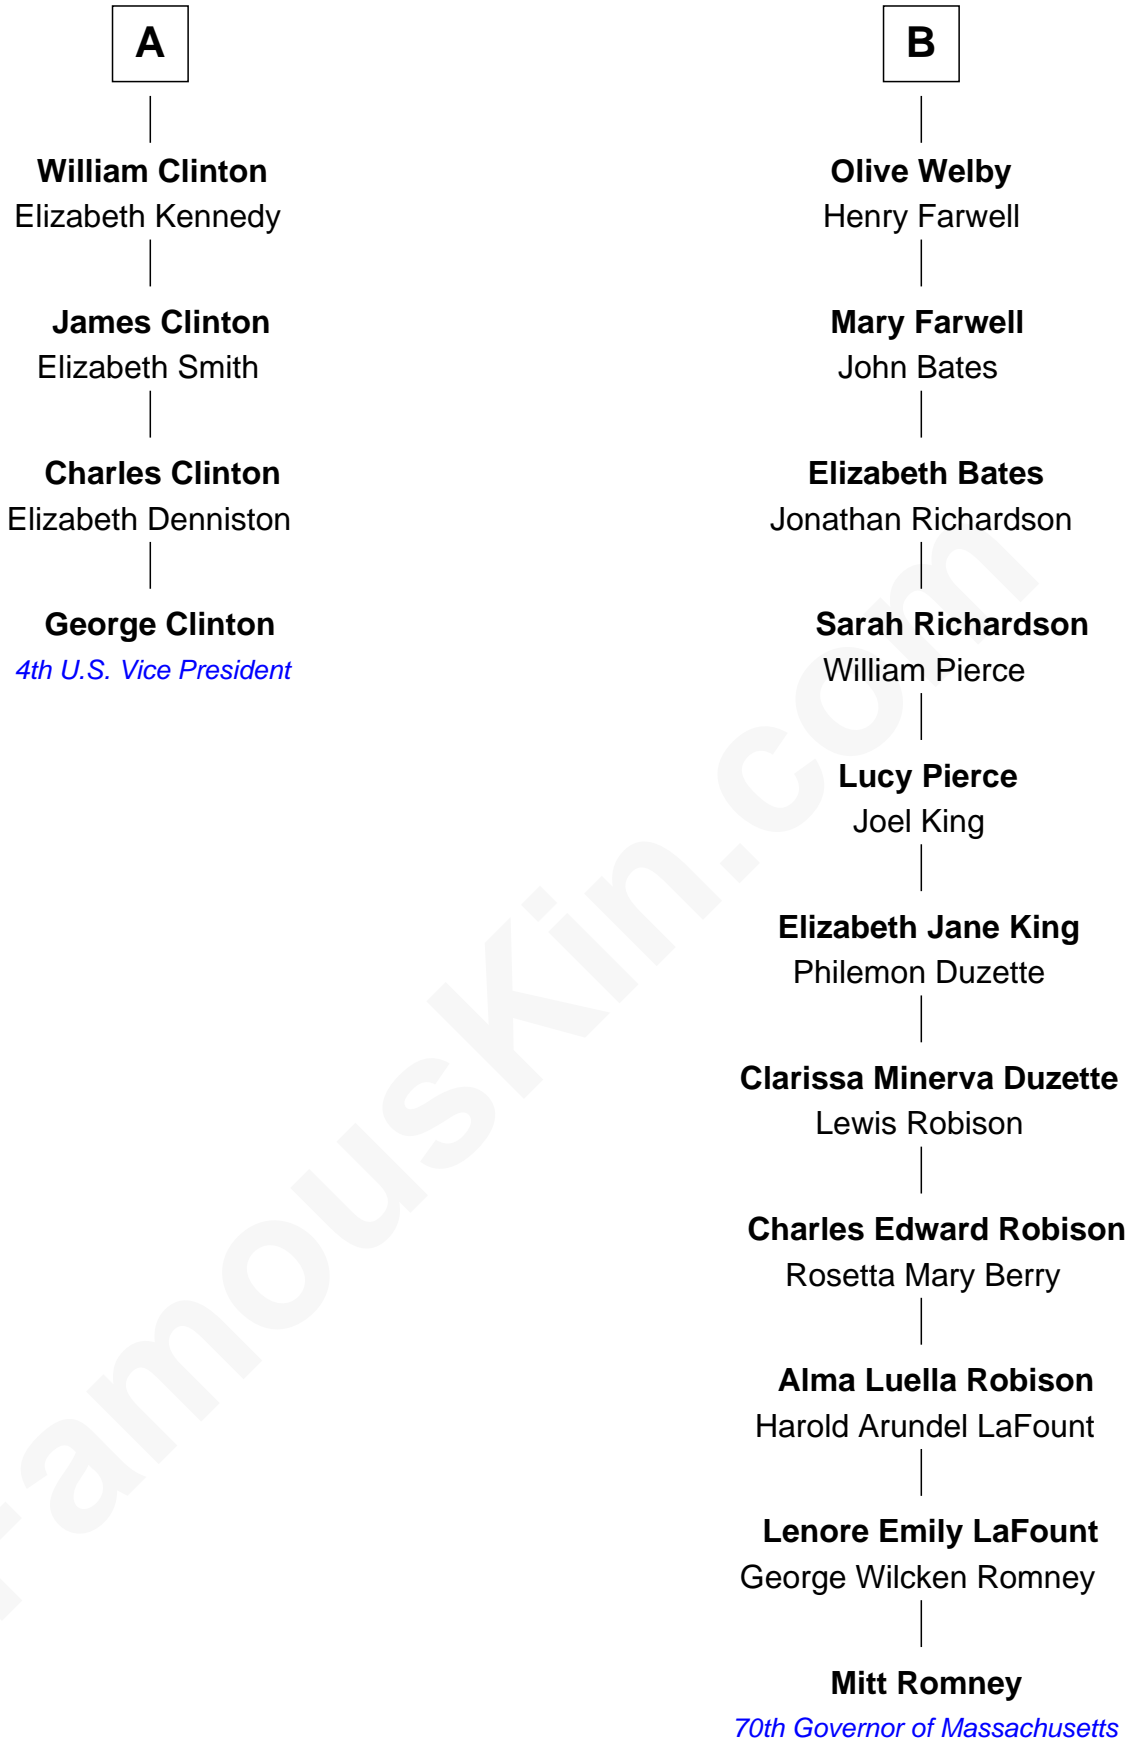 A
William Clinton
Elizabeth Kennedy
James Clinton
Elizabeth Smith
Charles Clinton
Elizabeth Denniston
George Clinton
4th U.S. Vice President
B
Olive Welby
Henry Farwell
Mary Farwell
John Bates
Elizabeth Bates
Jonathan Richardson
Sarah Richardson
William Pierce
Lucy Pierce
Joel King
Elizabeth Jane King
Philemon Duzette
Clarissa Minerva Duzette
Lewis Robison
Charles Edward Robison
Rosetta Mary Berry
Alma Luella Robison
Harold Arundel LaFount
Lenore Emily LaFount
George Wilcken Romney
Mitt Romney
70th Governor of Massachusetts
FamousKin.com